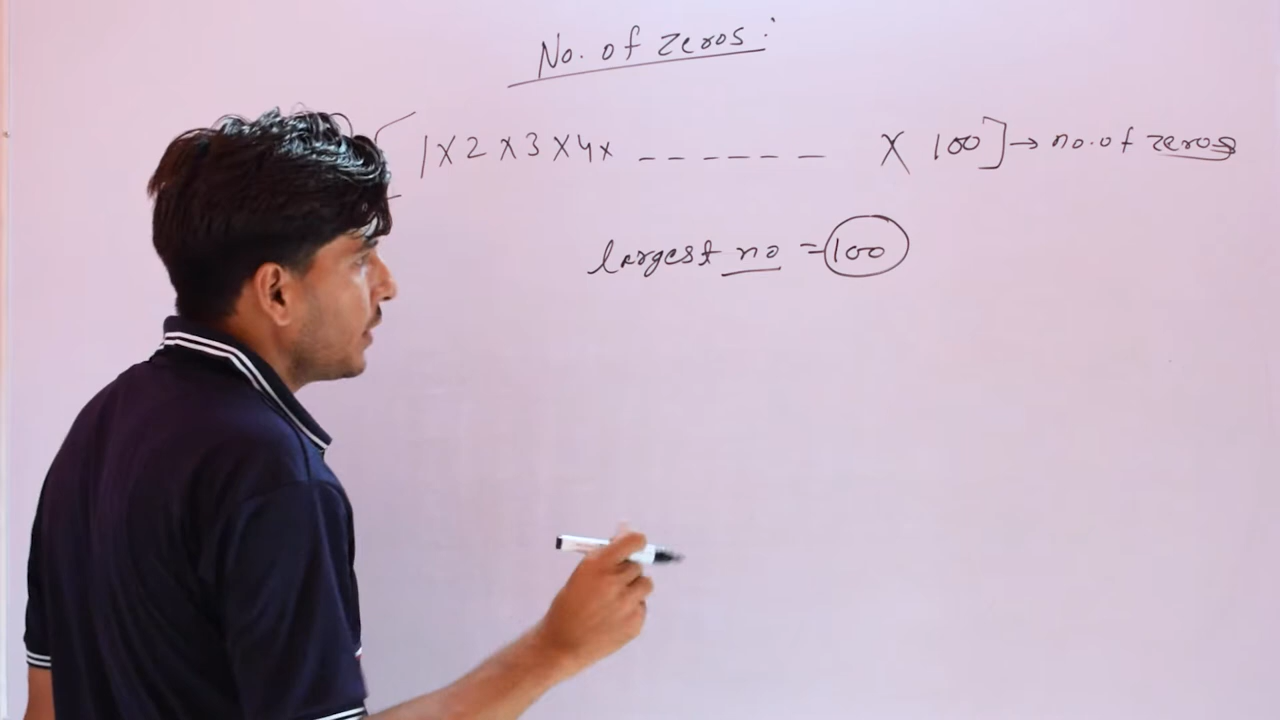 No. of zeros :
[1 X 2 X 3 X 4 x - - - - - - X 100] → no. of zeros
largest no = 100